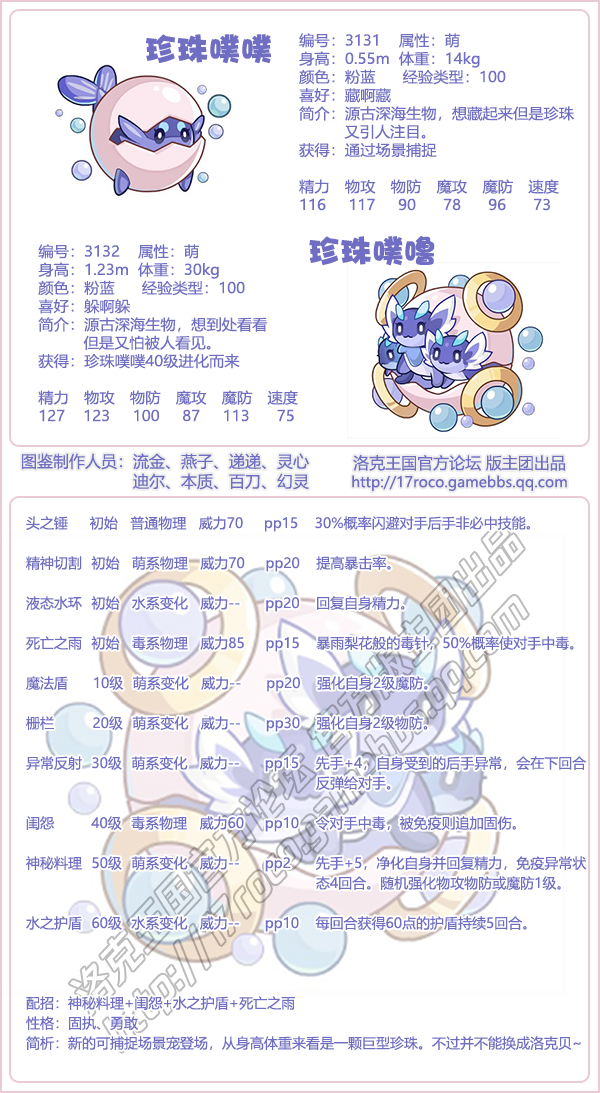 珍珠噗噗
编号：3131 属性：萌
身高：0.55m 体重：14kg
颜色：粉蓝 经验类型：100
喜好：藏啊藏
简介：源古深海生物，想藏起来但是珍珠
又引人注目。
获得：通过场景捕捉
精力 物攻 物防 魔攻 魔防 速度
116 117 90 78 96 73
珍珠噗噜
编号：3132 属性：萌
身高：1.23m 体重：30kg
颜色：粉蓝 经验类型：100
喜好：躲啊躲
简介：源古深海生物，想到处看看
但是又怕被人看见。
获得：珍珠噗噗40级进化而来
精力 物攻 物防 魔攻 魔防 速度
127 123 100 87 113 75
图鉴制作人员：流金、燕子、递递、灵心
迪尔、本质、百刀、幻灵
洛克王国官方论坛 版主团出品
http://17roco.gamebbs.qq.com
头之锤 初始 普通物理 威力70 pp15 30%概率闪避对手后手非必中技能。
精神切割 初始 萌系物理 威力70 pp20 提高暴击率。
液态水环 初始 水系变化 威力-- pp20 回复自身精力。
死亡之雨 初始 毒系物理 威力85 pp15 暴雨梨花般的毒针，50%概率使对手中毒。
魔法盾 10级 萌系变化 威力-- pp20 强化自身2级魔防。
栅栏 20级 萌系变化 威力-- pp30 强化自身2级物防。
异常反射 30级 萌系变化 威力-- pp15 先手+4，自身受到的后手异常，会在下回合
反弹给对手。
闺怨 40级 毒系物理 威力60 pp10 令对手中毒，被免疫则追加固伤。
神秘料理 50级 萌系变化 威力-- pp2 先手+5，净化自身并回复精力，免疫异常状
态4回合。随机强化物攻物防或魔防1级。
水之护盾 60级 水系变化 威力-- pp10 每回合获得60点的护盾持续5回合。
配招：神秘料理+闺怨+水之护盾+死亡之雨
性格：固执、勇敢
简析：新的可捕捉场景宠登场，从身高体重来看是一颗巨型珍珠。不过并不能换成洛克贝~
洛克王国官方论坛 官方版主团出品
http://17roco.gamebbs.qq.com